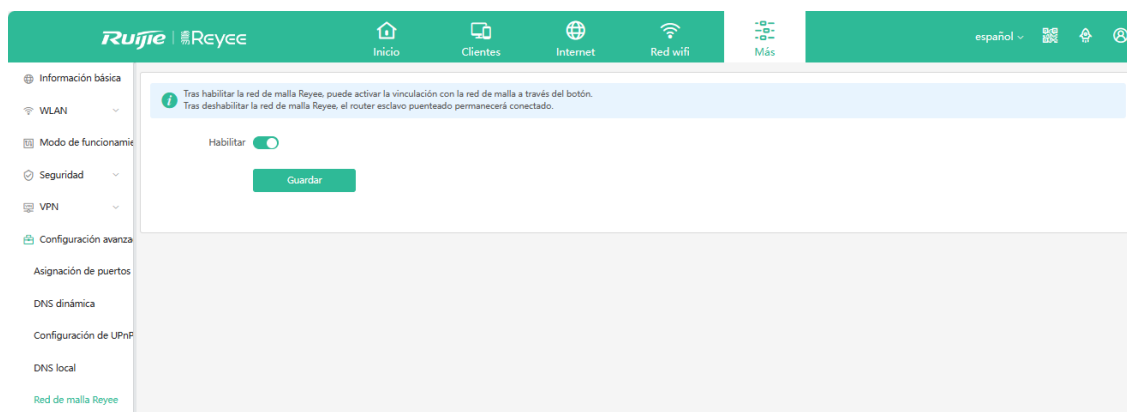 Ruijie Reyee
Inicio
Clientes
Internet
Red wifi
Más
español
Información básica
WLAN
Modo de funcionamie
Seguridad
VPN
Configuración avanza
Asignación de puertos
DNS dinámica
Configuración de UPnP
DNS local
Red de malla Reyee
Tras habilitar la red de malla Reyee, puede activar la vinculación con la red de malla a través del botón.
Tras deshabilitar la red de malla Reyee, el router esclavo puenteado permanecerá conectado.
Habilitar
Guardar